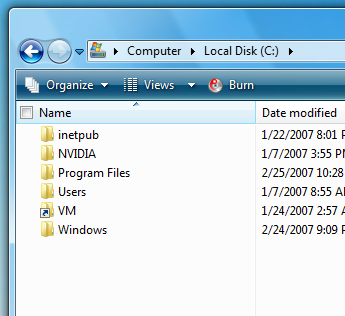 Computer Local Disk (C:)
Organize Views Burn
Name Date modified
inetpub 1/22/2007 8:01 P
NVIDIA 1/7/2007 3:55 PM
Program Files 2/25/2007 10:28
Users 1/7/2007 8:55 AM
VM 1/24/2007 2:57 A
Windows 2/24/2007 9:09 P